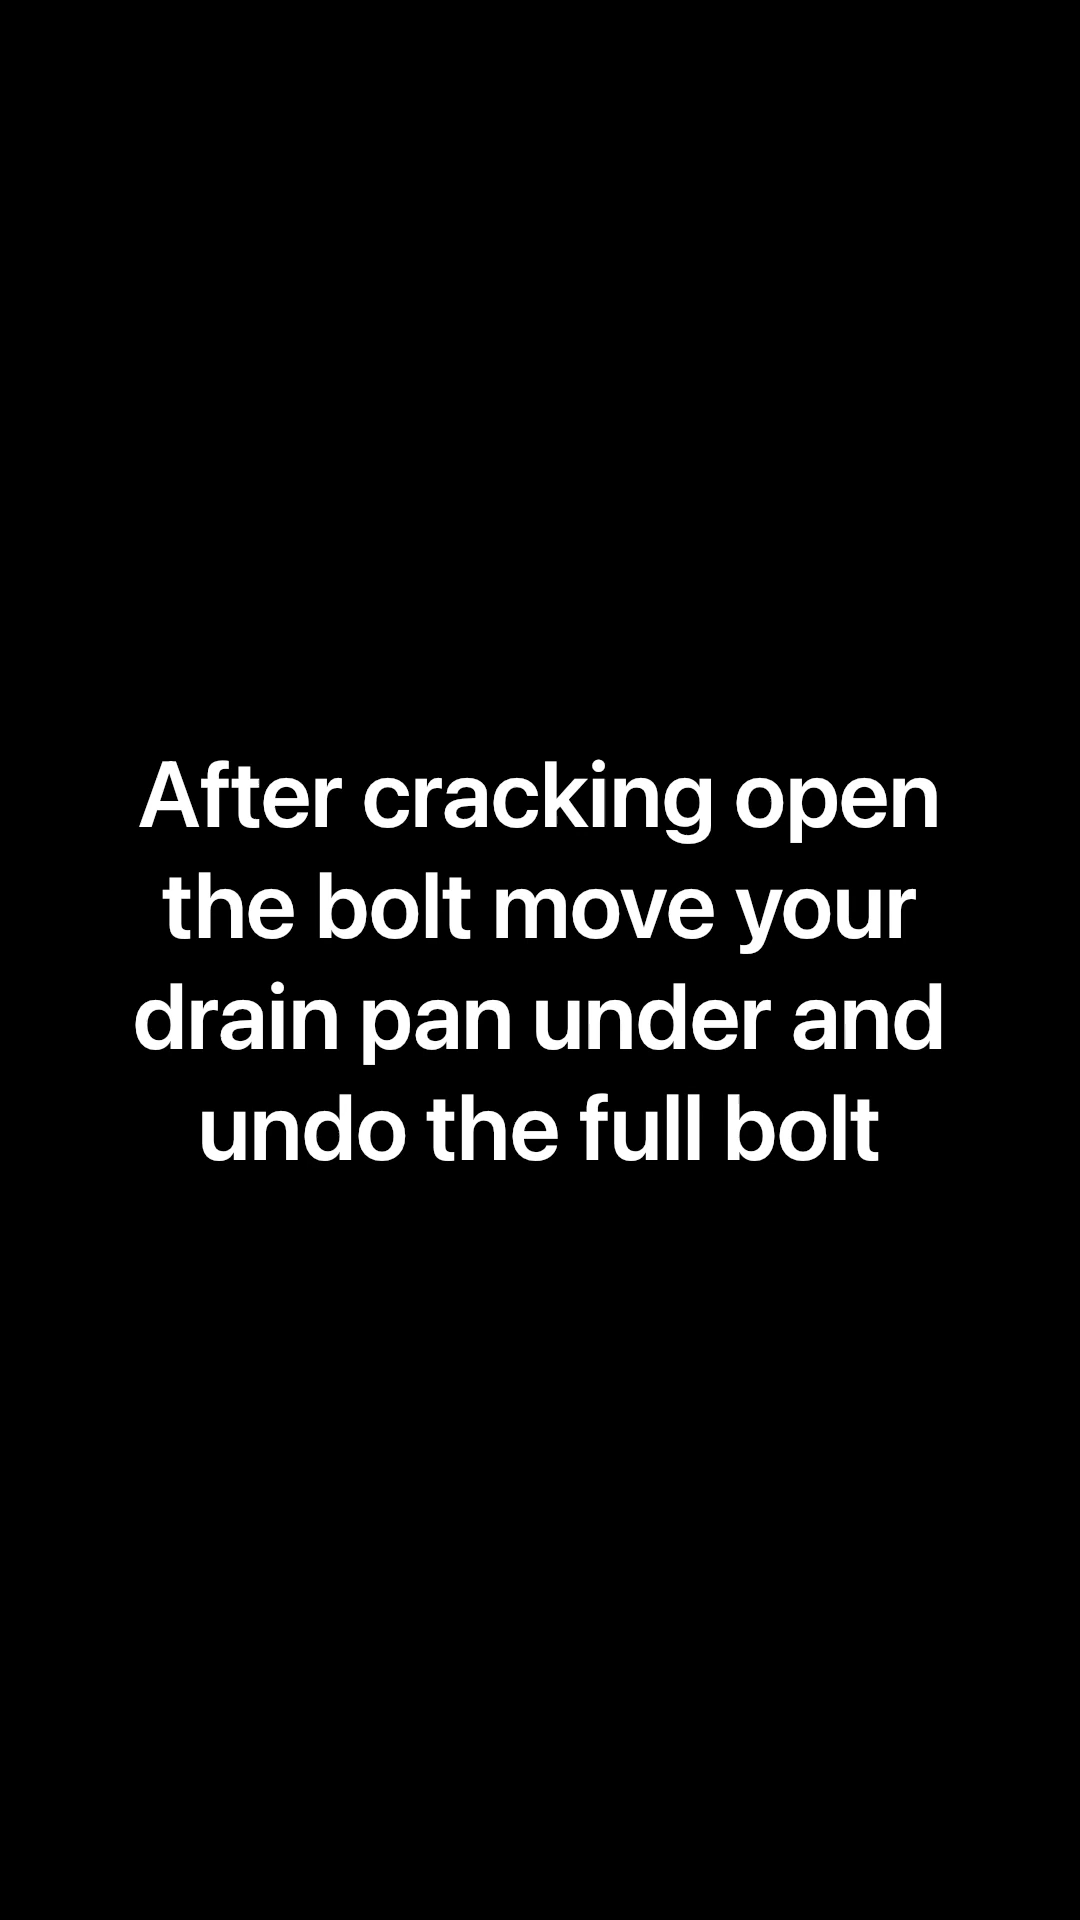 After cracking open
the bolt move your
drain pan under and
undo the full bolt